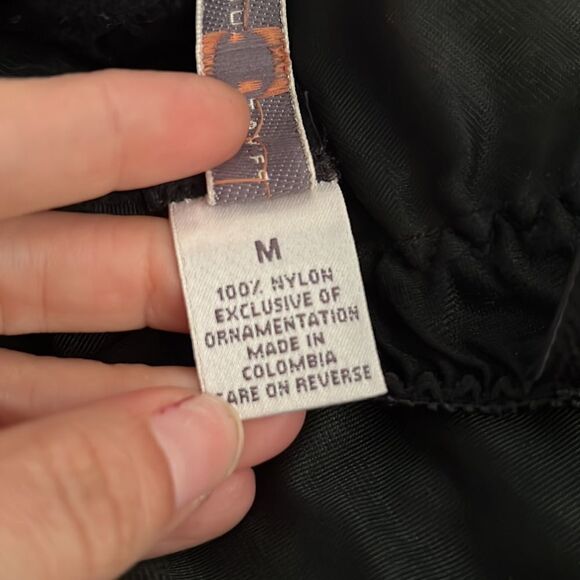 M
100% NYLON
EXCLUSIVE OF
ORNAMENTATION
MADE IN
COLOMBIA
CARE ON REVERSE